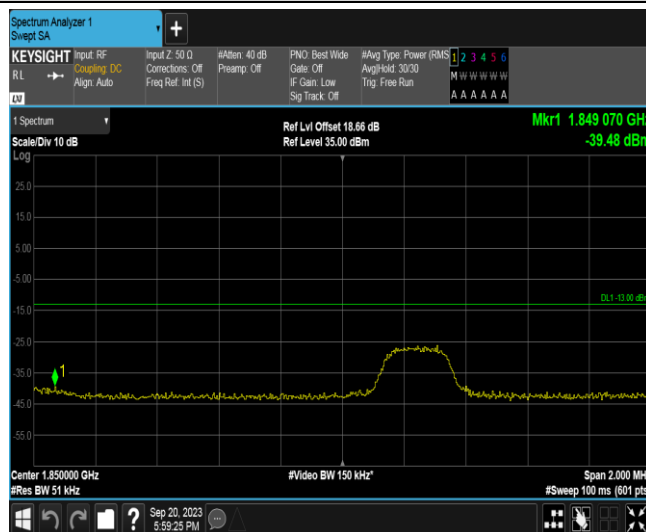 Spectrum Analyzer 1
Swept SA
+
KEYSIGHT
RL
LXI
Input: RF
Coupling: DC
Align: Auto
Input Z: 50 Ω
Corrections: Off
Freq Ref: Int (S)
#Atten: 40 dB
Preamp: Off
PNO: Best Wide
Gate: Off
IF Gain: Low
Sig Track: Off
#Avg Type: Power (RMS
Avg|Hold: 30/30
Trig: Free Run
1 2 3 4 5 6
M W W W W W
A A A A A A
1 Spectrum
Scale/Div 10 dB
Log
Ref Lvl Offset 18.66 dB
Ref Level 35.00 dBm
Mkr1 1.849 070 GHz
-39.48 dBm
25.0
15.0
5.00
-5.00
DL1 -13.00 dBm
-15.0
-25.0
-35.0
1
-45.0
-55.0
Center 1.850000 GHz
#Res BW 51 kHz
#Video BW 150 kHz*
Span 2.000 MH
#Sweep 100 ms (601 pts
?
Sep 20, 2023
5:59:25 PM